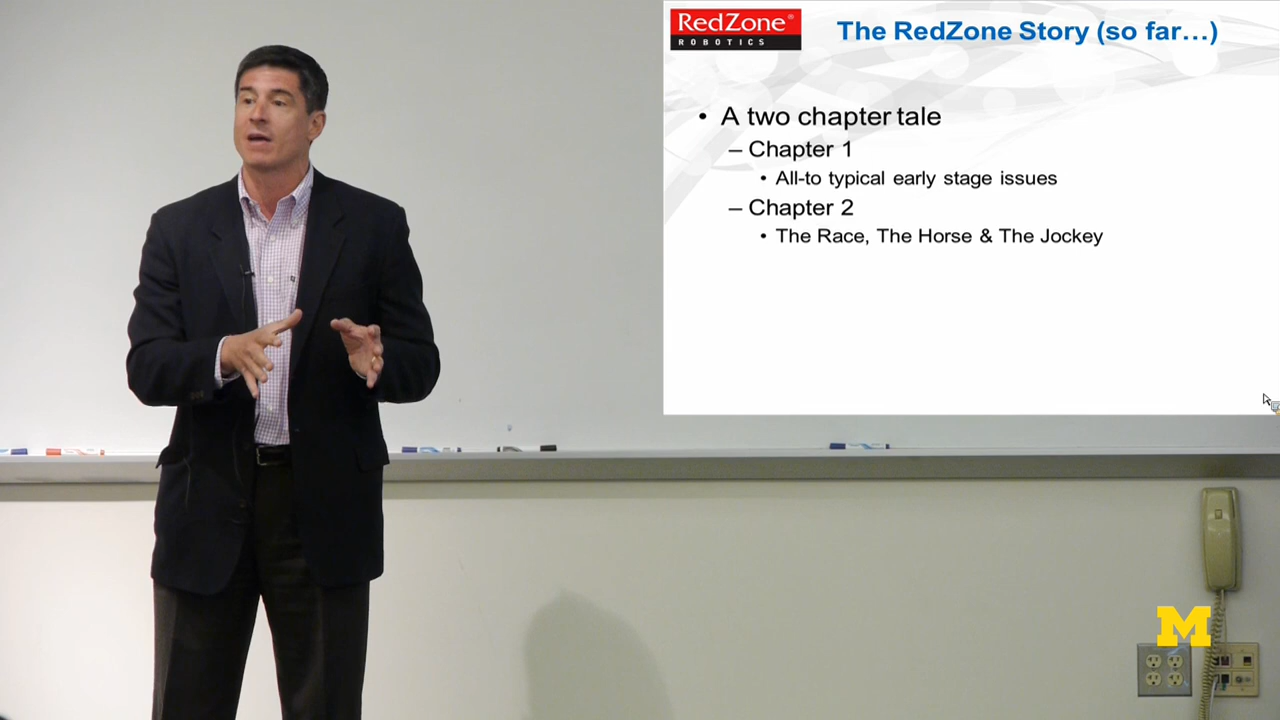 RedZone®
ROBOTICS
The RedZone Story (so far…)
• A two chapter tale
– Chapter 1
• All-to typical early stage issues
– Chapter 2
• The Race, The Horse & The Jockey
M